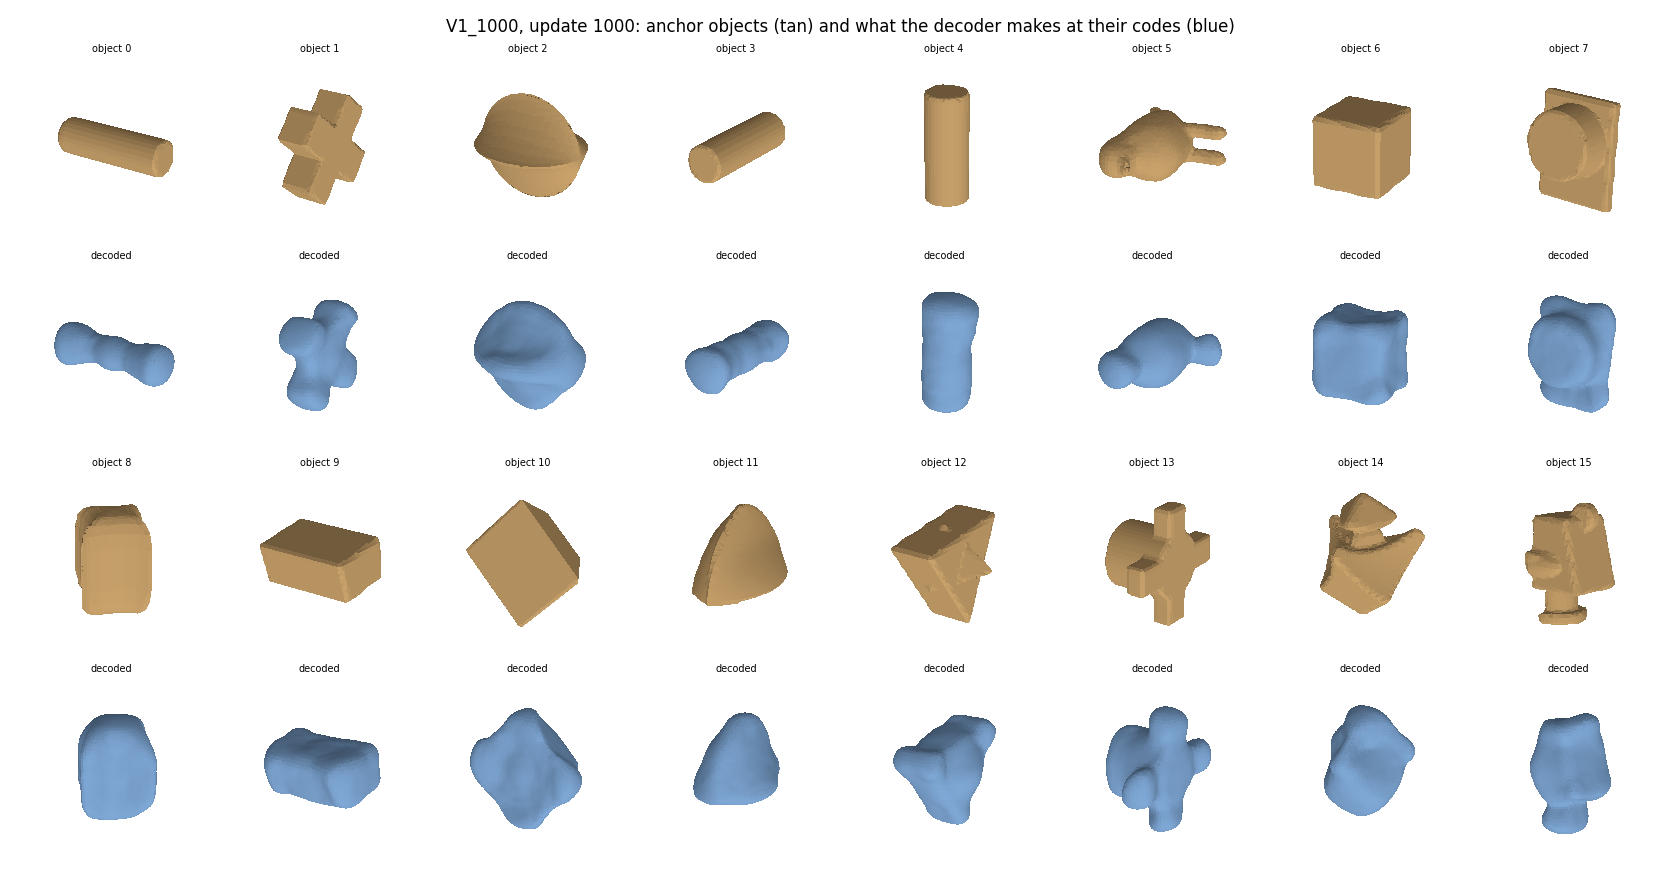 V1_1000, update 1000: anchor objects (tan) and what the decoder makes at their codes (blue)
object 0 object 1 object 2 object 3 object 4 object 5 object 6 object 7
decoded decoded decoded decoded decoded decoded decoded decoded
object 8 object 9 object 10 object 11 object 12 object 13 object 14 object 15
decoded decoded decoded decoded decoded decoded decoded decoded